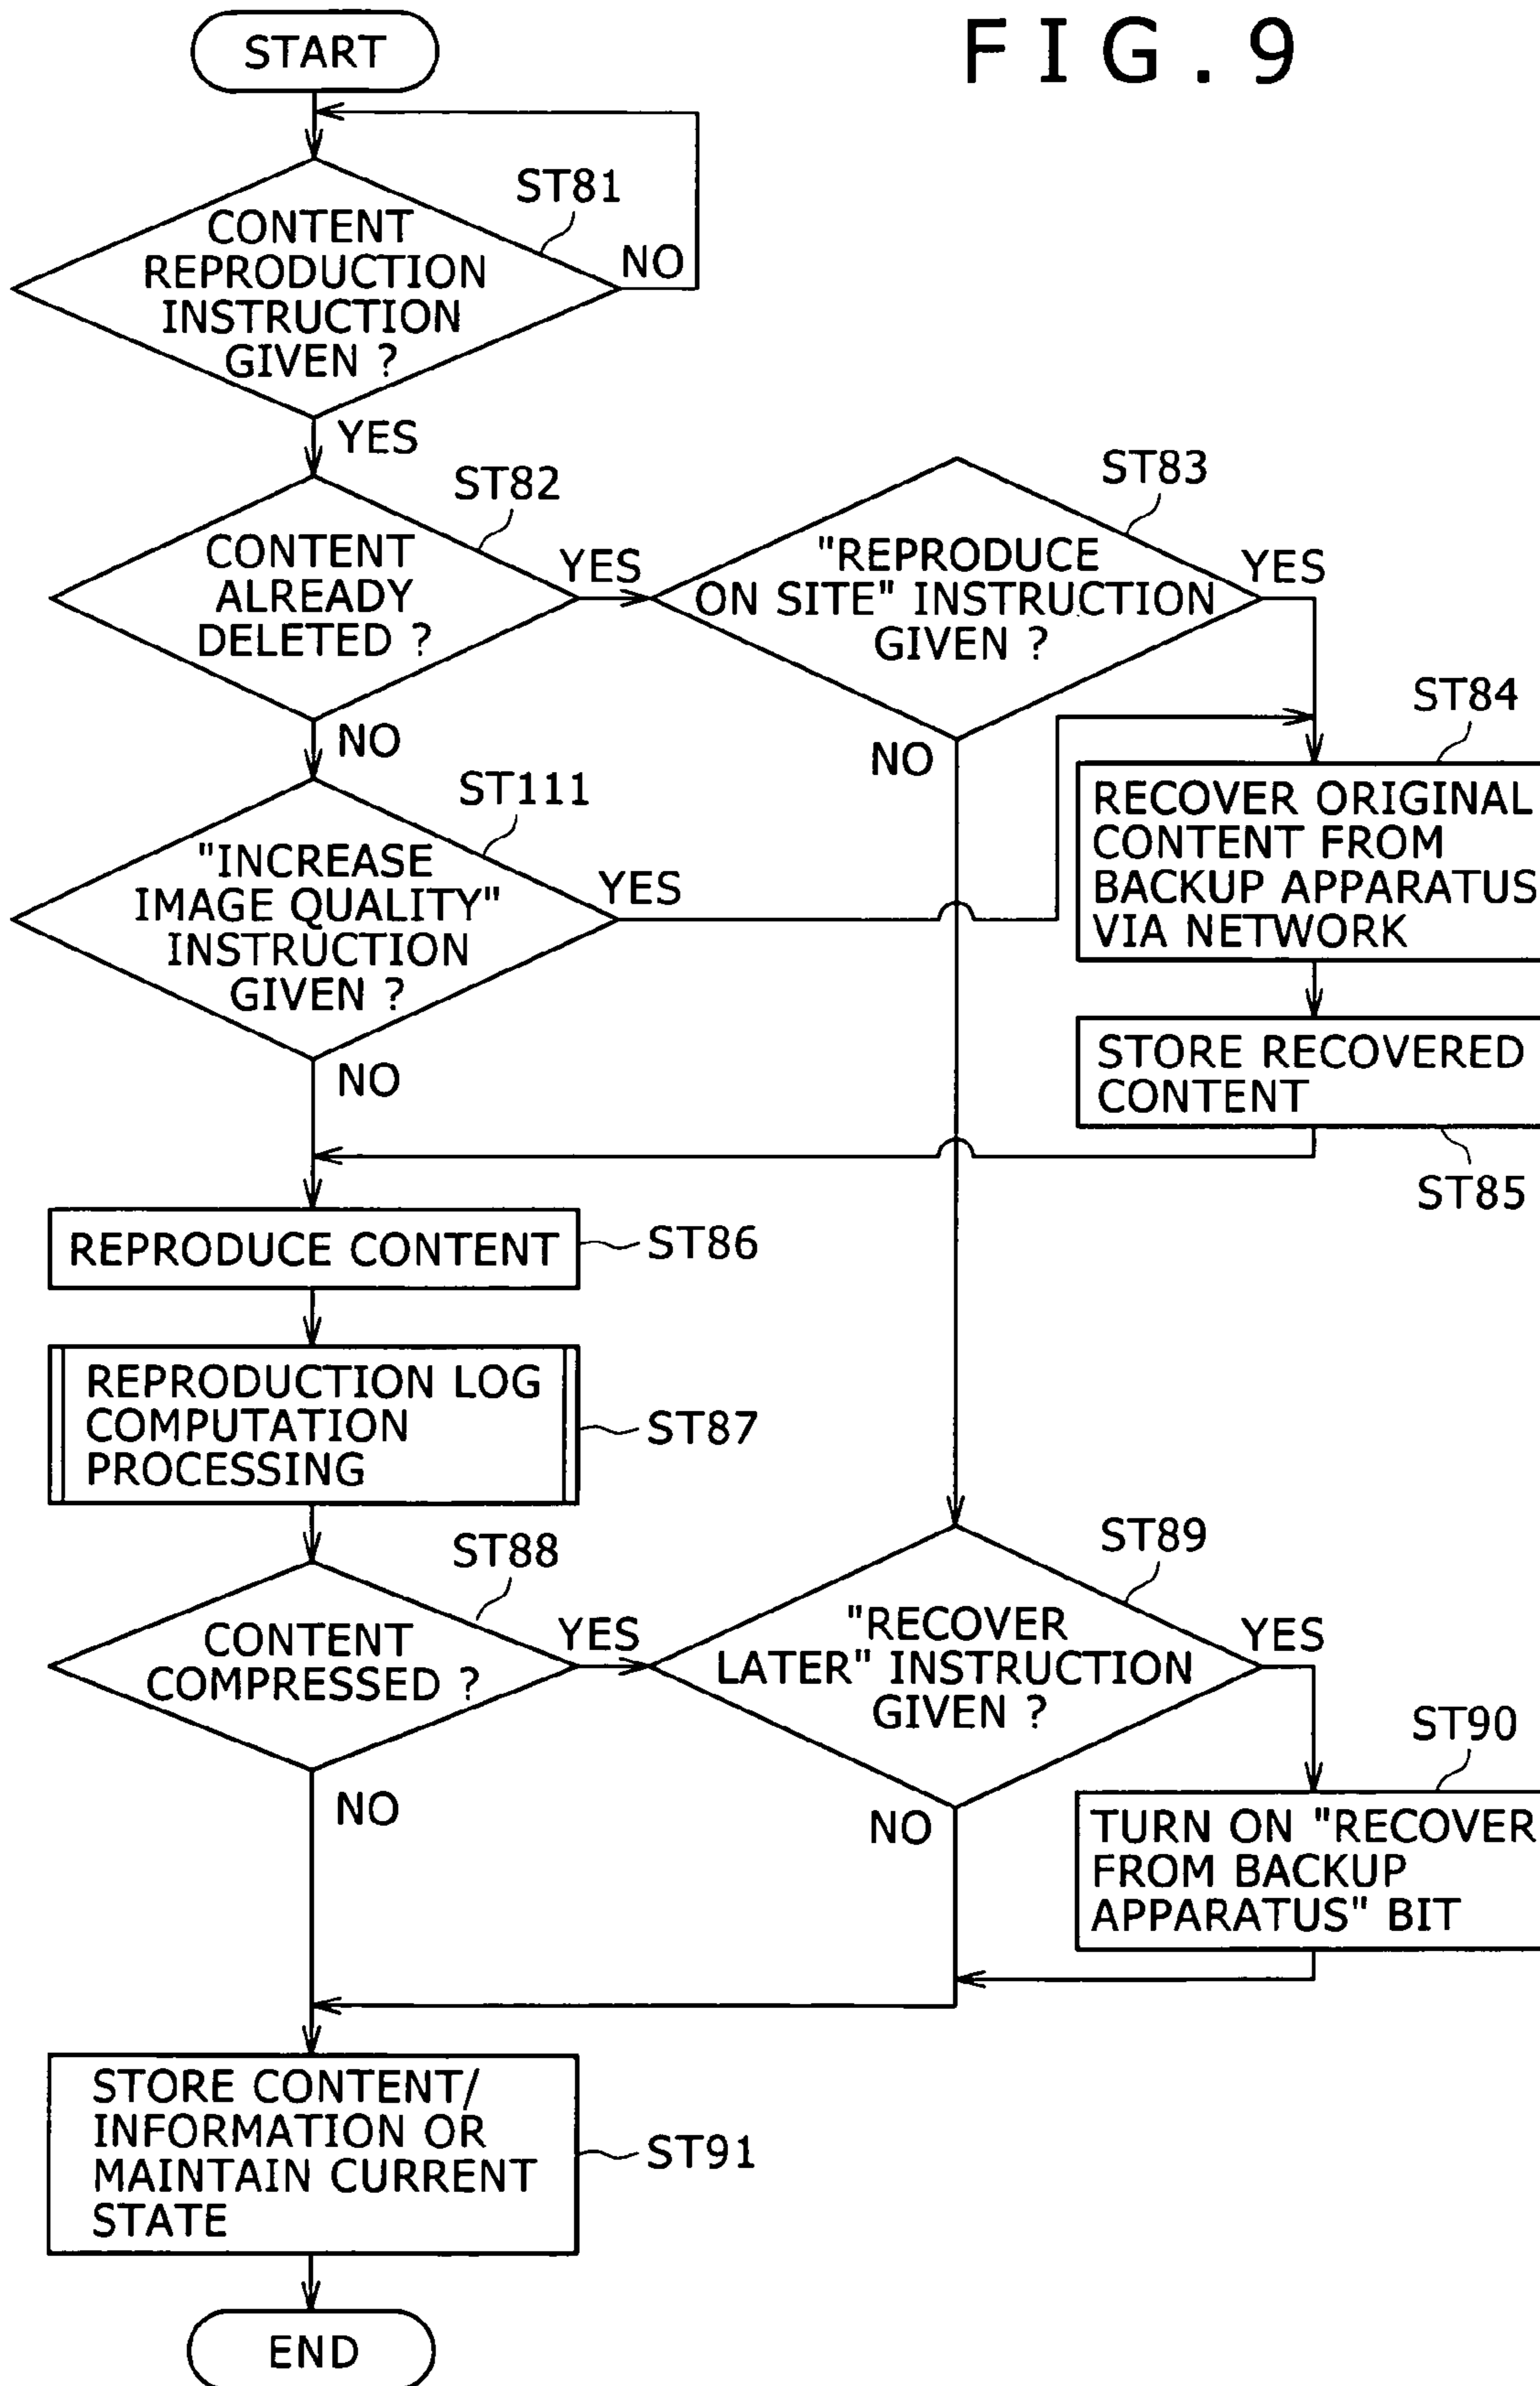 FIG.9
START
ST81
CONTENT
REPRODUCTION
INSTRUCTION
GIVEN ?
NO
YES
ST82
CONTENT
ALREADY
DELETED ?
YES
NO
ST83
"REPRODUCE
ON SITE" INSTRUCTION
GIVEN ?
YES
NO
ST84
RECOVER ORIGINAL
CONTENT FROM
BACKUP APPARATUS
VIA NETWORK
ST111
"INCREASE
IMAGE QUALITY"
INSTRUCTION
GIVEN ?
YES
NO
STORE RECOVERED
CONTENT
ST85
REPRODUCE CONTENT
ST86
REPRODUCTION LOG
COMPUTATION
PROCESSING
ST87
ST88
CONTENT
COMPRESSED ?
YES
NO
ST89
"RECOVER
LATER" INSTRUCTION
GIVEN ?
YES
NO
ST90
TURN ON "RECOVER
FROM BACKUP
APPARATUS" BIT
STORE CONTENT/
INFORMATION OR
MAINTAIN CURRENT
STATE
ST91
END